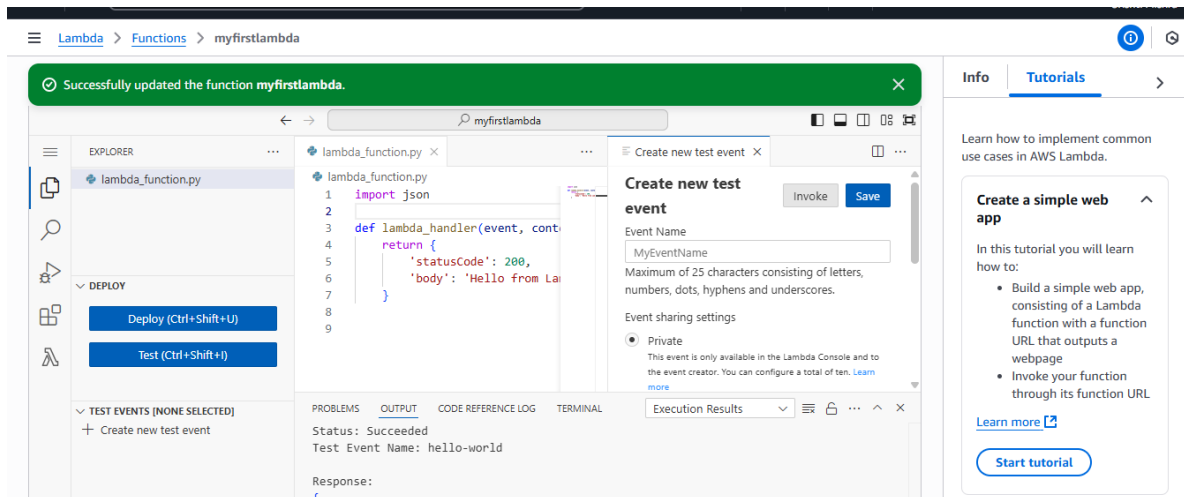 Lambda > Functions > myfirstlambda
Successfully updated the function myfirstlambda.
myfirstlambda
EXPLORER
lambda_function.py
DEPLOY
Deploy (Ctrl+Shift+U)
Test (Ctrl+Shift+I)
TEST EVENTS [NONE SELECTED]
+ Create new test event
lambda_function.py
lambda_function.py
1 import json
2
3 def lambda_handler(event, cont
4 return {
5 'statusCode': 200,
6 'body': 'Hello from La
7 }
8
9
Create new test event
Create new test
event
Invoke
Save
Event Name
MyEventName
Maximum of 25 characters consisting of letters,
numbers, dots, hyphens and underscores.
Event sharing settings
Private
This event is only available in the Lambda Console and to
the event creator. You can configure a total of ten. Learn
more
PROBLEMS OUTPUT CODE REFERENCE LOG TERMINAL
Execution Results
Status: Succeeded
Test Event Name: hello-world
Response:
{
Info
Tutorials
Learn how to implement common
use cases in AWS Lambda.
Create a simple web
app
In this tutorial you will learn
how to:
• Build a simple web app,
consisting of a Lambda
function with a function
URL that outputs a
webpage
• Invoke your function
through its function URL
Learn more
Start tutorial